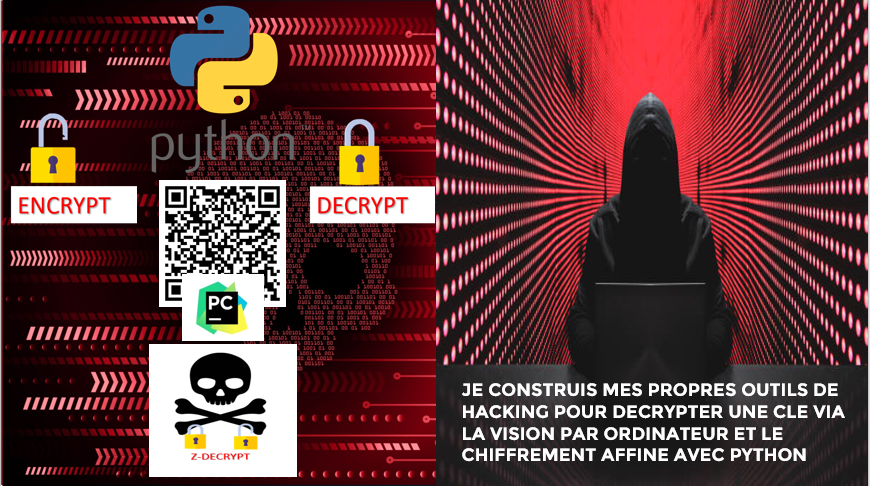 python
ENCRYPT
DECRYPT
PC
Z-DECRYPT
JE CONSTRUIS MES PROPRES OUTILS DE
HACKING POUR DECRYPTER UNE CLE VIA
LA VISION PAR ORDINATEUR ET LE
CHIFFREMENT AFFINE AVEC PYTHON